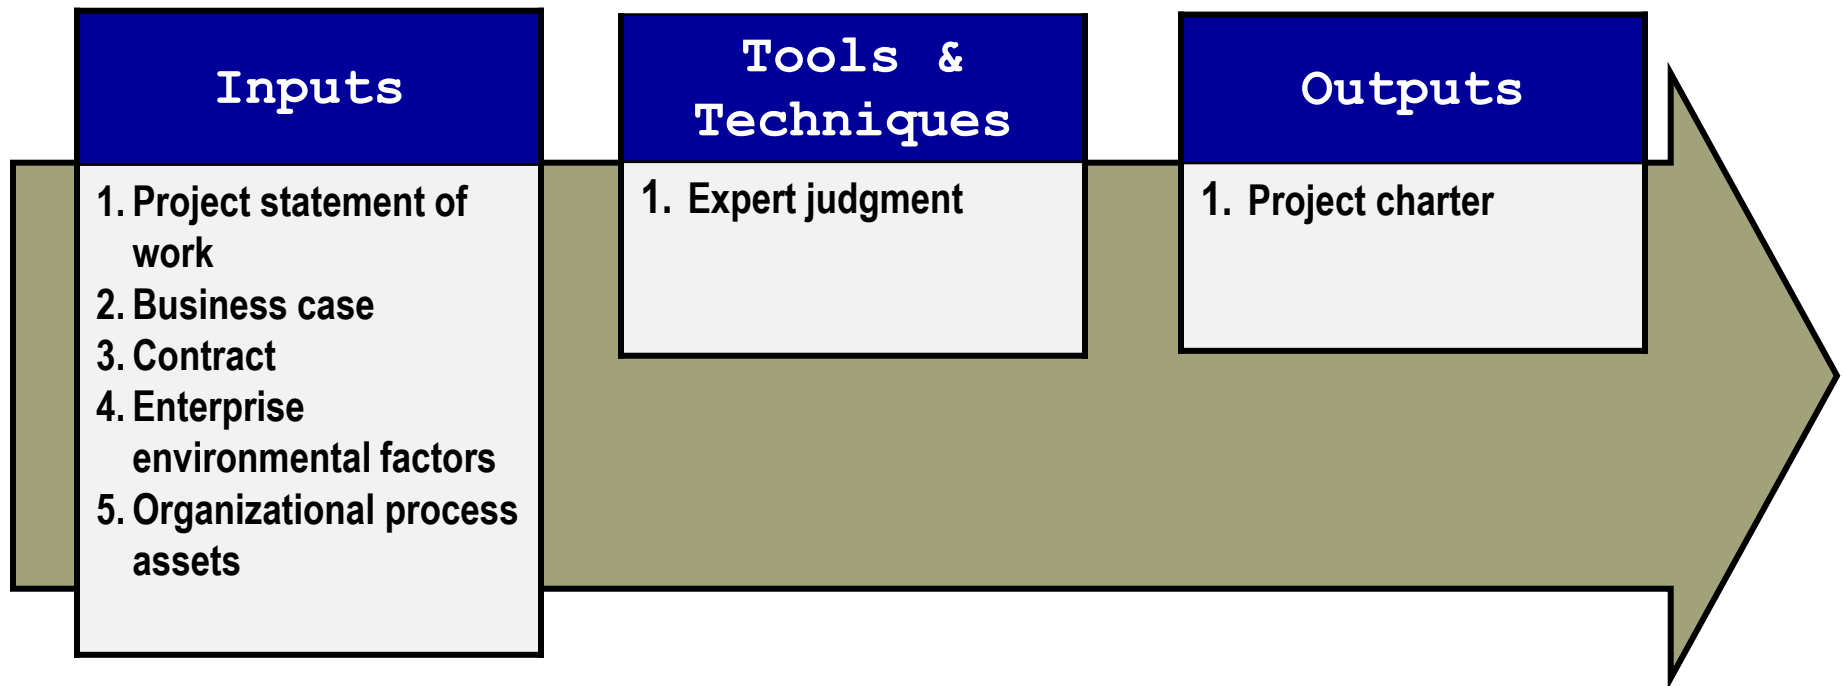 Inputs
1. Project statement of
work
2. Business case
3. Contract
4. Enterprise
environmental factors
5. Organizational process
assets
Tools &
Techniques
1. Expert judgment
Outputs
1. Project charter